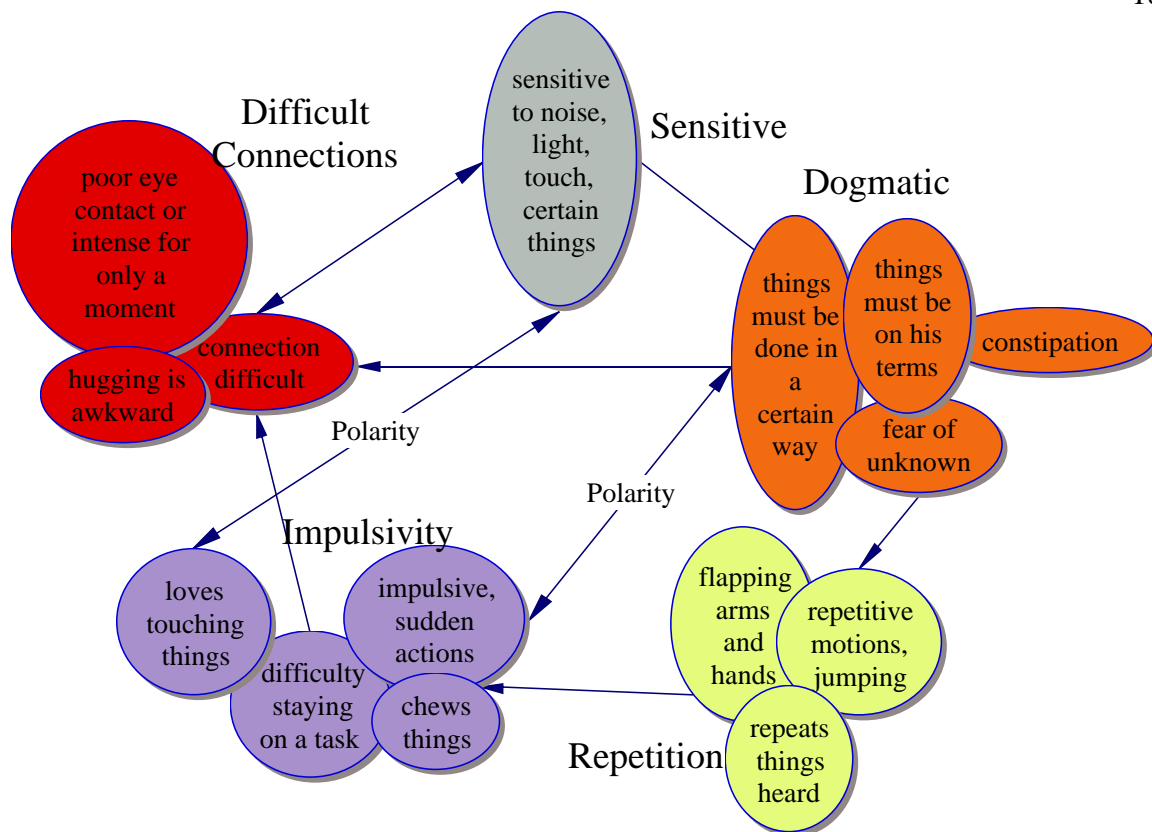 Difficult
Connections
poor eye
contact or
intense for
only a
moment
connection
difficult
hugging is
awkward
sensitive
to noise,
light,
touch,
certain
things
Sensitive
Dogmatic
things
must be
done in
a
certain
way
things
must be
on his
terms
constipation
fear of
unknown
Polarity
Polarity
Impulsivity
loves
touching
things
impulsive,
sudden
actions
difficulty
staying
on a task
chews
things
flapping
arms
and
hands
repetitive
motions,
jumping
repeats
things
heard
Repetition